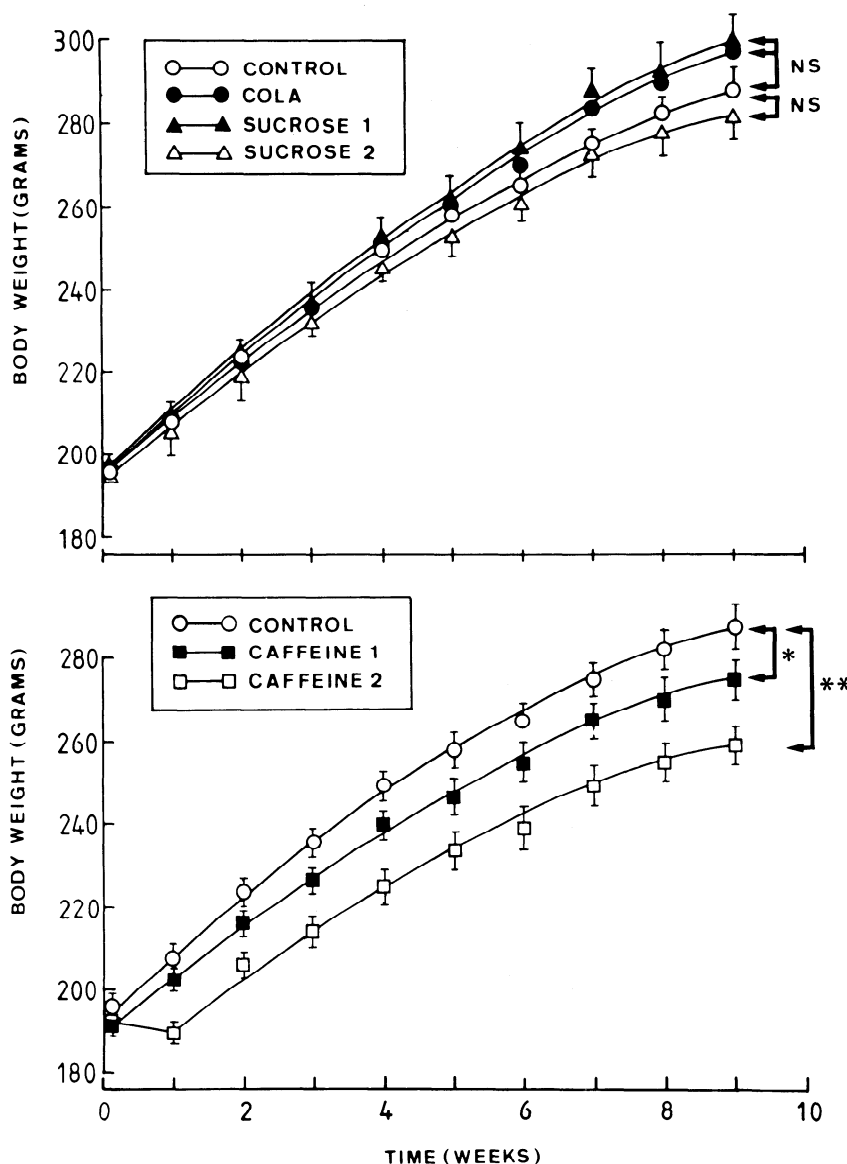 BODY WEIGHT (GRAMS)
300
280
260
240
220
200
180
CONTROL
COLA
SUCROSE 1
SUCROSE 2
NS
NS
BODY WEIGHT (GRAMS)
280
260
240
220
200
180
CONTROL
CAFFEINE 1
CAFFEINE 2
*
**
0 2 4 6 8 10
TIME (WEEKS)